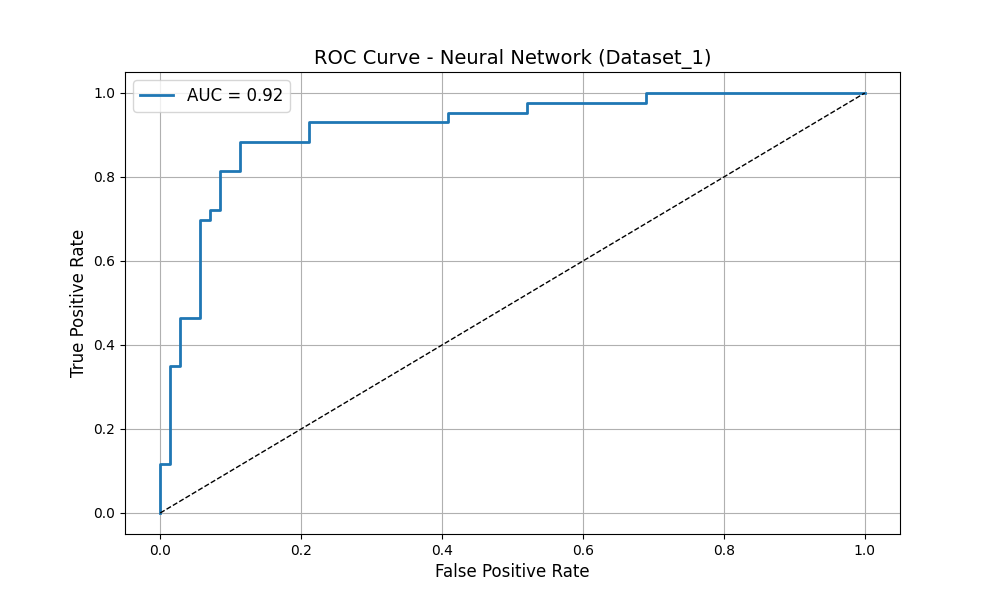 ROC Curve - Neural Network (Dataset_1)
AUC = 0.92
1.0
0.8
0.6
0.4
0.2
0.0
True Positive Rate
0.0 0.2 0.4 0.6 0.8 1.0
False Positive Rate